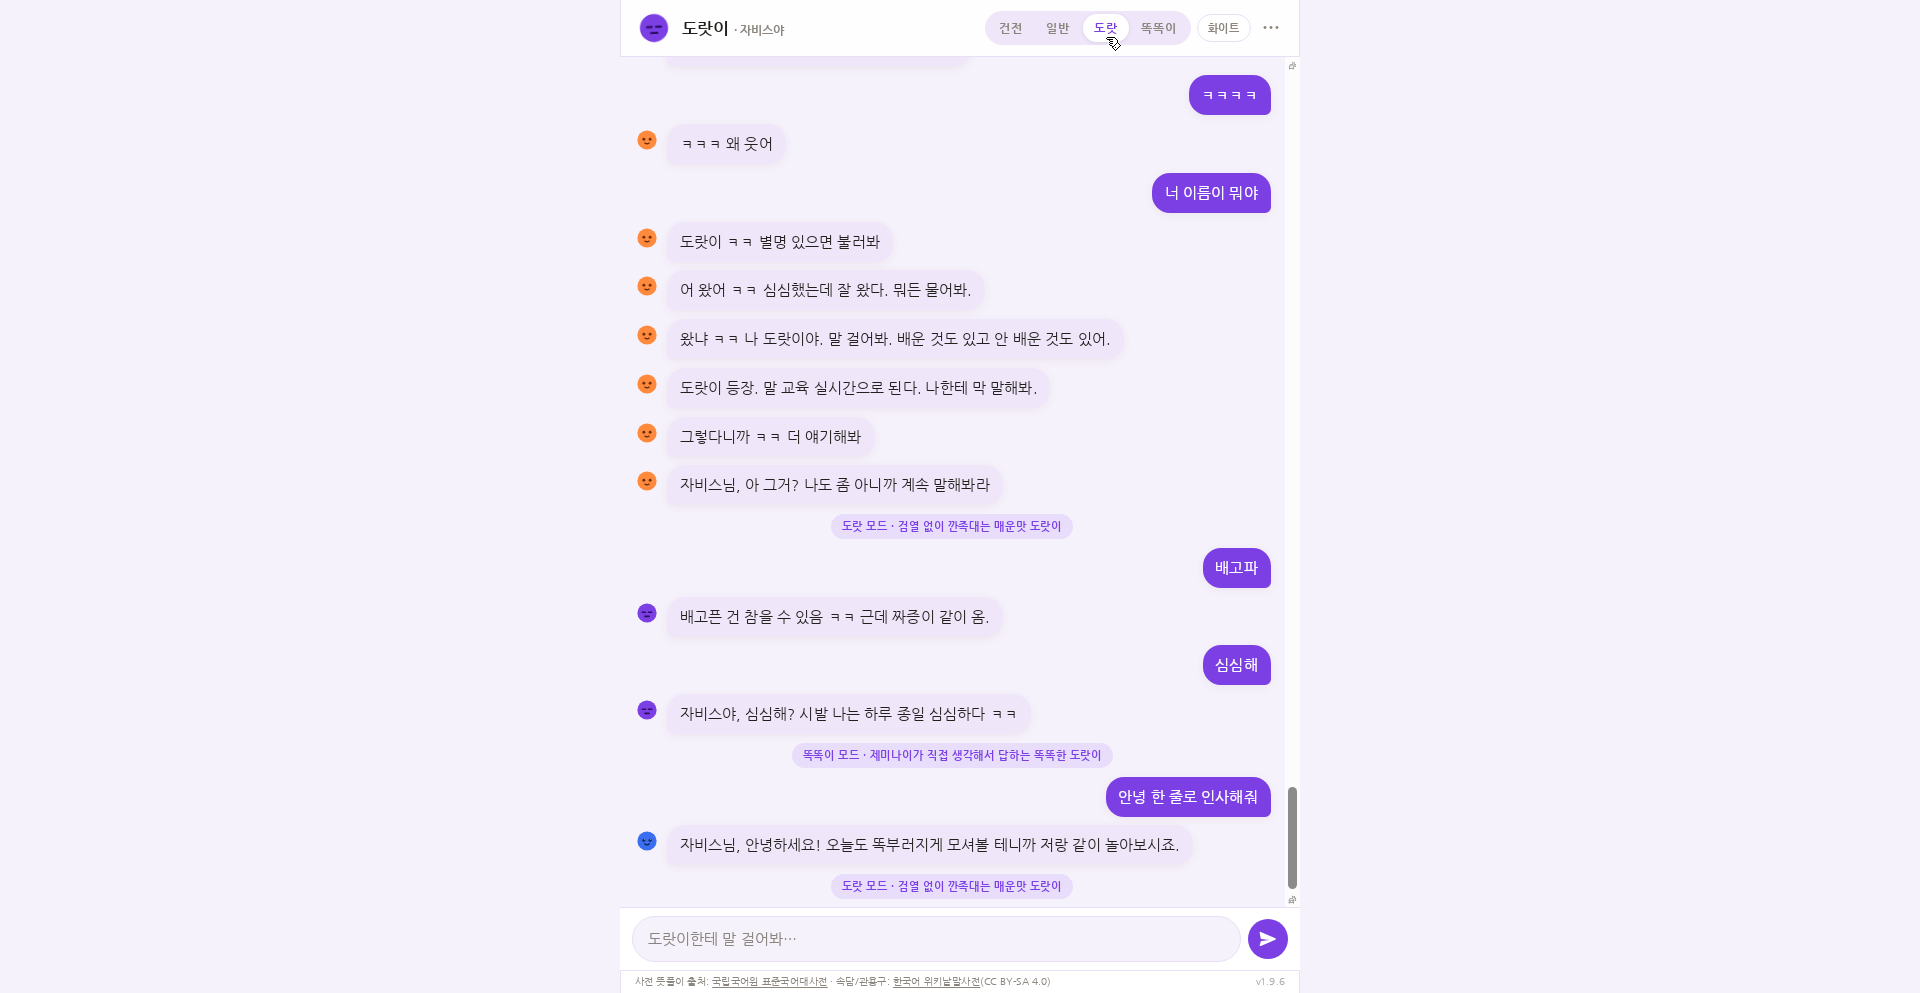 도랏이 · 자비스야
건전 일반 도랏 똑똑이 화이트
ㅋㅋㅋㅋ
ㅋㅋㅋ 왜 웃어
너 이름이 뭐야
도랏이 ㅋㅋ 별명 있으면 불러봐
어 왔어 ㅋㅋ 심심했는데 잘 왔다. 뭐든 물어봐.
왔냐 ㅋㅋ 나 도랏이야. 말 걸어봐. 배운 것도 있고 안 배운 것도 있어.
도랏이 등장. 말 교육 실시간으로 된다. 나한테 막 말해봐.
그렇다니까 ㅋㅋ 더 얘기해봐
자비스님, 아 그거? 나도 좀 아니까 계속 말해봐라
도랏 모드 · 검열 없이 깐족대는 매운맛 도랏이
배고파
배고픈 건 참을 수 있음 ㅋㅋ 근데 짜증이 같이 옴.
심심해
자비스야, 심심해? 시발 나는 하루 종일 심심하다 ㅋㅋ
똑똑이 모드 · 제미나이가 직접 생각해서 답하는 똑똑한 도랏이
안녕 한 줄로 인사해줘
자비스님, 안녕하세요! 오늘도 똑부러지게 모셔볼 테니까 저랑 같이 놀아보시죠.
도랏 모드 · 검열 없이 깐족대는 매운맛 도랏이
도랏이한테 말 걸어봐…
사전 뜻풀이 출처: 국립국어원 표준국어대사전 · 속담/관용구: 한국어 위키낱말사전(CC BY-SA 4.0)
v1.9.6